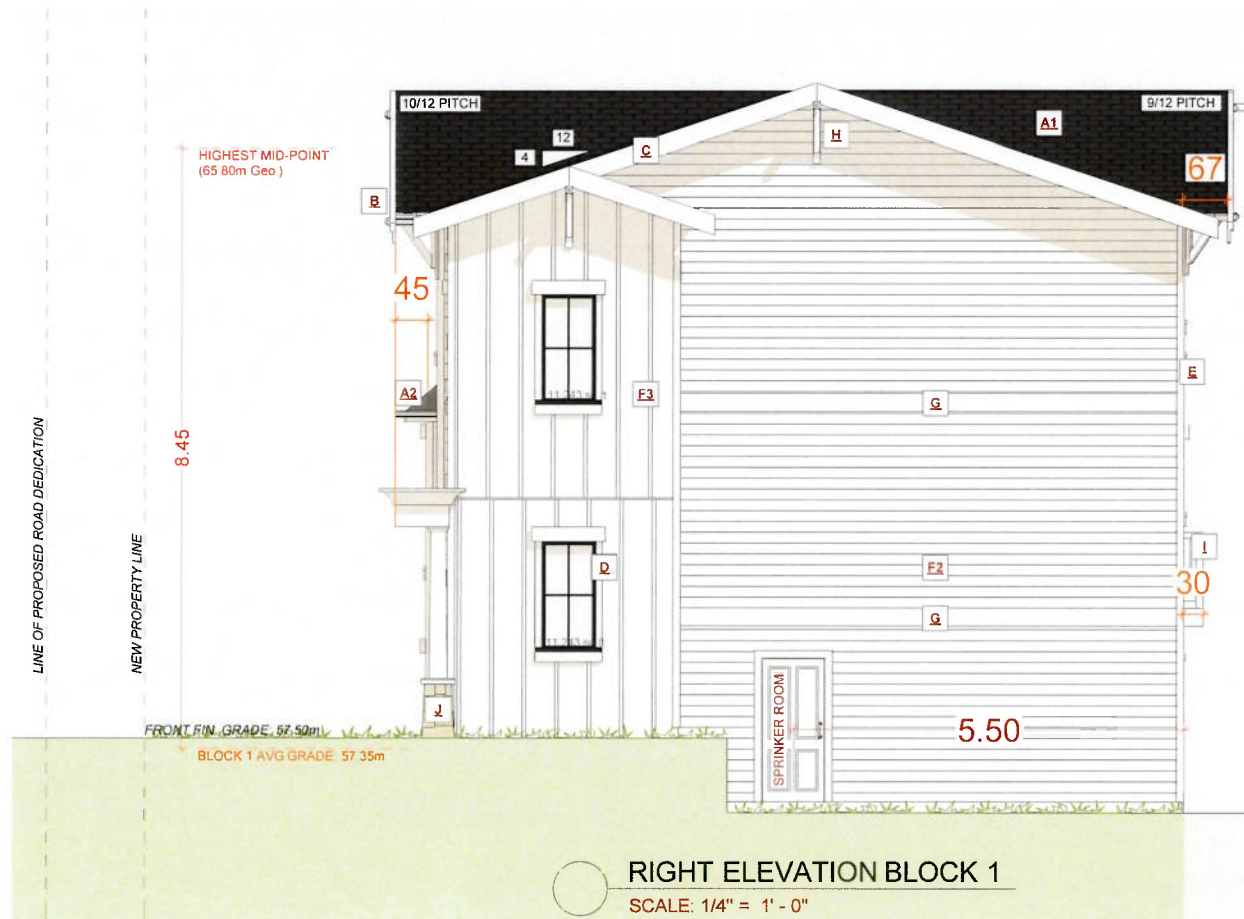 10/12 PITCH
9/12 PITCH
A1
12
H
HIGHEST MID-POINT
C
4
(65 80m Geo )
67
B
45
E
A2
F3
G
8.45
LINE OF PROPOSED ROAD DEDICATION
NEW PROPERTY LINE
I
D
F2
30
G
SPRINKER ROOM
J
FRONT FIN. GRADE: 57.50m
5.50
BLOCK 1 AVG GRADE: 57 35m
RIGHT ELEVATION BLOCK 1
SCALE: 1/4" = 1' - 0"